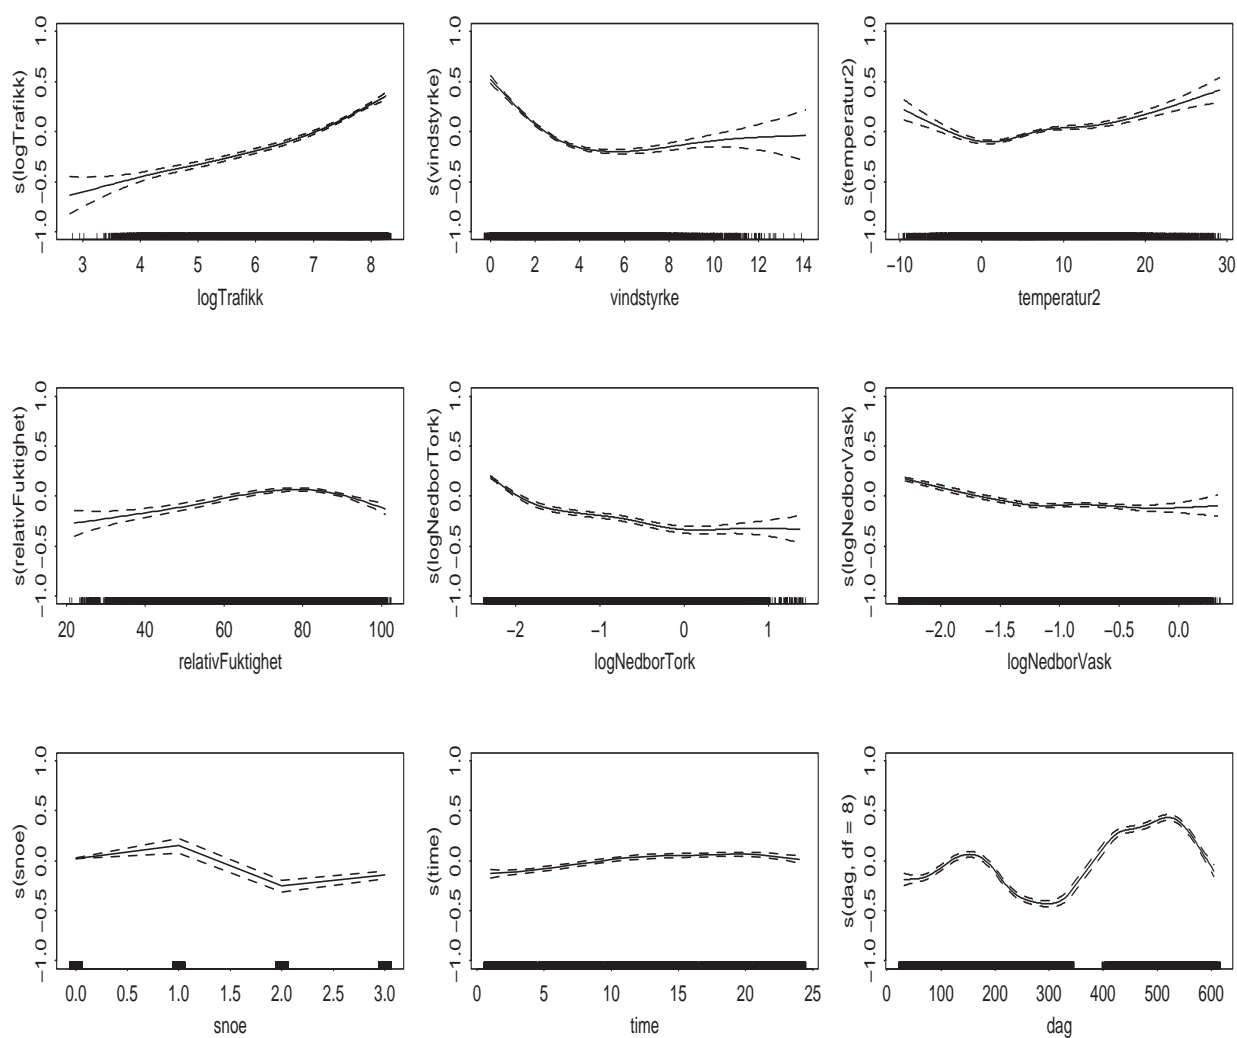 s(logTrafikk)
−1.0 −0.5 0.0 0.5 1.0
3 4 5 6 7 8
logTrafikk
s(vindstyrke)
−1.0 −0.5 0.0 0.5 1.0
0 2 4 6 8 10 12 14
vindstyrke
s(temperatur2)
−1.0 −0.5 0.0 0.5 1.0
−10 0 10 20 30
temperatur2
s(relativFuktighet)
−1.0 −0.5 0.0 0.5 1.0
20 40 60 80 100
relativFuktighet
s(logNedborTork)
−1.0 −0.5 0.0 0.5 1.0
−2 −1 0 1
logNedborTork
s(logNedborVask)
−1.0 −0.5 0.0 0.5 1.0
−2.0 −1.5 −1.0 −0.5 0.0
logNedborVask
s(snoe)
−1.0 −0.5 0.0 0.5 1.0
0.0 0.5 1.0 1.5 2.0 2.5 3.0
snoe
s(time)
−1.0 −0.5 0.0 0.5 1.0
0 5 10 15 20 25
time
s(dag, df = 8)
−1.0 −0.5 0.0 0.5 1.0
0 100 200 300 400 500 600
dag